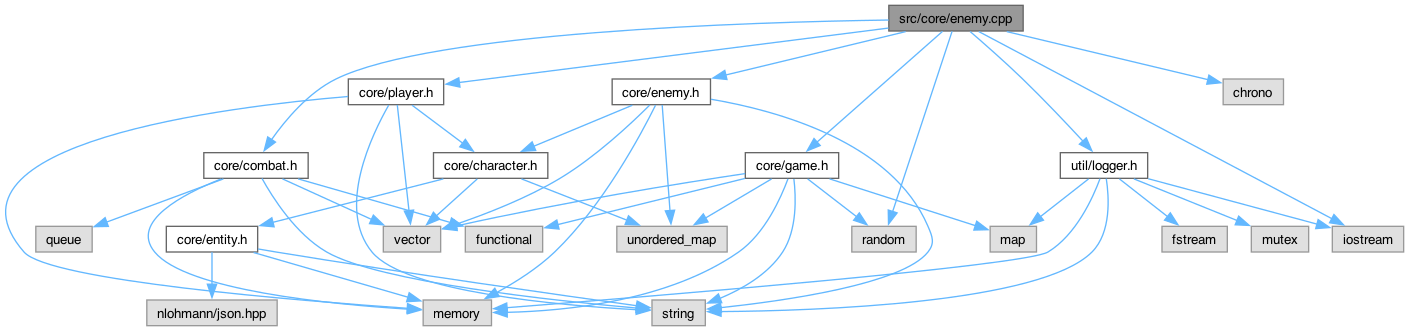 src/core/enemy.cpp
core/player.h
core/enemy.h
chrono
core/combat.h
core/character.h
core/game.h
util/logger.h
queue
core/entity.h
vector
functional
unordered_map
random
map
fstream
mutex
iostream
nlohmann/json.hpp
memory
string